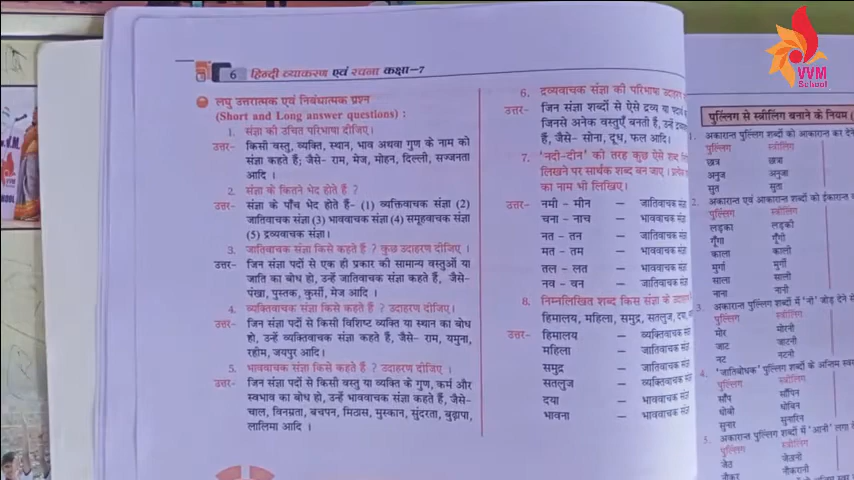 VVM
School
6 हिन्दी व्याकरण एवं रचना कक्षा–7
लघु उत्तरात्मक एवं निबंधात्मक प्रश्न
(Short and Long answer questions) :
1. संज्ञा की उचित परिभाषा दीजिए।
उत्तर– किसी वस्तु, व्यक्ति, स्थान, भाव अथवा गुण के नाम को
संज्ञा कहते हैं; जैसे– राम, मेज, मोहन, दिल्ली, सज्जनता
आदि ।
2. संज्ञा के कितने भेद होते हैं ?
उत्तर– संज्ञा के पाँच भेद होते हैं– (1) व्यक्तिवाचक संज्ञा (2)
जातिवाचक संज्ञा (3) भाववाचक संज्ञा (4) समूहवाचक संज्ञा
(5) द्रव्यवाचक संज्ञा।
3. जातिवाचक संज्ञा किसे कहते हैं ? कुछ उदाहरण दीजिए ।
उत्तर– जिन संज्ञा पदों से एक ही प्रकार की सामान्य वस्तुओं या
जाति का बोध हो, उन्हें जातिवाचक संज्ञा कहते हैं, जैसे–
पंखा, पुस्तक, कुर्सी, मेज आदि ।
4. व्यक्तिवाचक संज्ञा किसे कहते हैं ? उदाहरण दीजिए।
उत्तर– जिन संज्ञा पदों से किसी विशिष्ट व्यक्ति या स्थान का बोध
हो, उन्हें व्यक्तिवाचक संज्ञा कहते हैं, जैसे– राम, यमुना,
रहीम, जयपुर आदि।
5. भाववाचक संज्ञा किसे कहते हैं ? उदाहरण दीजिए ।
उत्तर– जिन संज्ञा पदों से किसी वस्तु या व्यक्ति के गुण, कर्म और
स्वभाव का बोध हो, उन्हें भाववाचक संज्ञा कहते हैं, जैसे–
चाल, विनम्रता, बचपन, मिठास, मुस्कान, सुंदरता, बुढ़ापा,
लालिमा आदि ।
6. द्रव्यवाचक संज्ञा की परिभाषा उदाहरण
उत्तर– जिन संज्ञा शब्दों से ऐसे द्रव्य या
जिनसे अनेक वस्तुएँ बनती हैं, उन्हें
हैं, जैसे– सोना, दूध, फल आदि।
7. 'नदी-दीन' की तरह कुछ ऐसे शब्द
लिखने पर सार्थक शब्द बन जाए।
का नाम भी लिखिए।
उत्तर– नमी – मीन – जातिवाचक
चना – नाच – भाववाचक
नत – तन – जातिवाचक
मत – तम – भाववाचक
तल – लत – भाववाचक
नव – वन – जातिवाचक
8. निम्नलिखित शब्द किस संज्ञा के
हिमालय, महिला, समुद्र, सतलुज, दया,
उत्तर– हिमालय – व्यक्तिवाचक
महिला – जातिवाचक
समुद्र – जातिवाचक
सतलुज – व्यक्तिवाचक
दया – भाववाचक
भावना – भाववाचक
पुल्लिंग से स्त्रीलिंग बनाने के नियम
1. अकारान्त पुल्लिंग शब्दों को आकारान्त कर
पुल्लिंग स्त्रीलिंग
छात्र छात्रा
अनुज अनुजा
सुत सुता
2. अकारान्त एवं आकारान्त शब्दों को ईकारान्त
पुल्लिंग स्त्रीलिंग
लड़का लड़की
गूँगा गूँगी
काला काली
मुर्गा मुर्गी
साला साली
नाना नानी
3. अकारान्त पुल्लिंग शब्दों में 'नी' जोड़
पुल्लिंग स्त्रीलिंग
मोर मोरनी
जाट जाटनी
नट नटनी
4. 'जातिबोधक' पुल्लिंग शब्दों के अन्तिम
पुल्लिंग स्त्रीलिंग
साँप साँपिन
धोबी धोबिन
सुनार सुनारिन
5. अकारान्त पुल्लिंग शब्दों में 'आनी' लगा
पुल्लिंग स्त्रीलिंग
जेठ जेठानी
नौकर नौकरानी